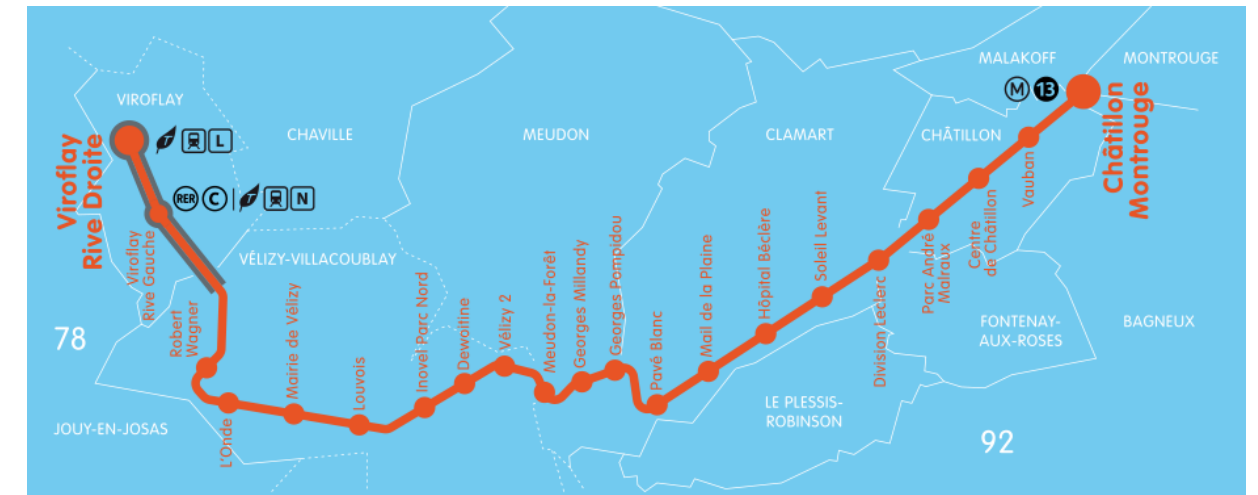 MALAKOFF
MONTROUGE
M 13
VIROFLAY
CHAVILLE
MEUDON
CLAMART
CHÂTILLON
Châtillon
Montrouge
Viroflay
Rive Droite
T L
RER C | T N
Vauban
Centre
de Châtillon
Parc André
Malraux
Viroflay
Rive Gauche
VÉLIZY-VILLACOUBLAY
Robert
Wagner
L'Onde
Mairie de Vélizy
Louvois
Inovel Parc Nord
Dewoitine
Vélizy 2
Meudon-la-Forêt
Georges Millandy
Georges Pompidou
Pavé Blanc
Mail de la Plaine
Hôpital Béclère
Soleil Levant
Division Leclerc
78
FONTENAY-
AUX-ROSES
BAGNEUX
LE PLESSIS-
ROBINSON
JOUY-EN-JOSAS
92